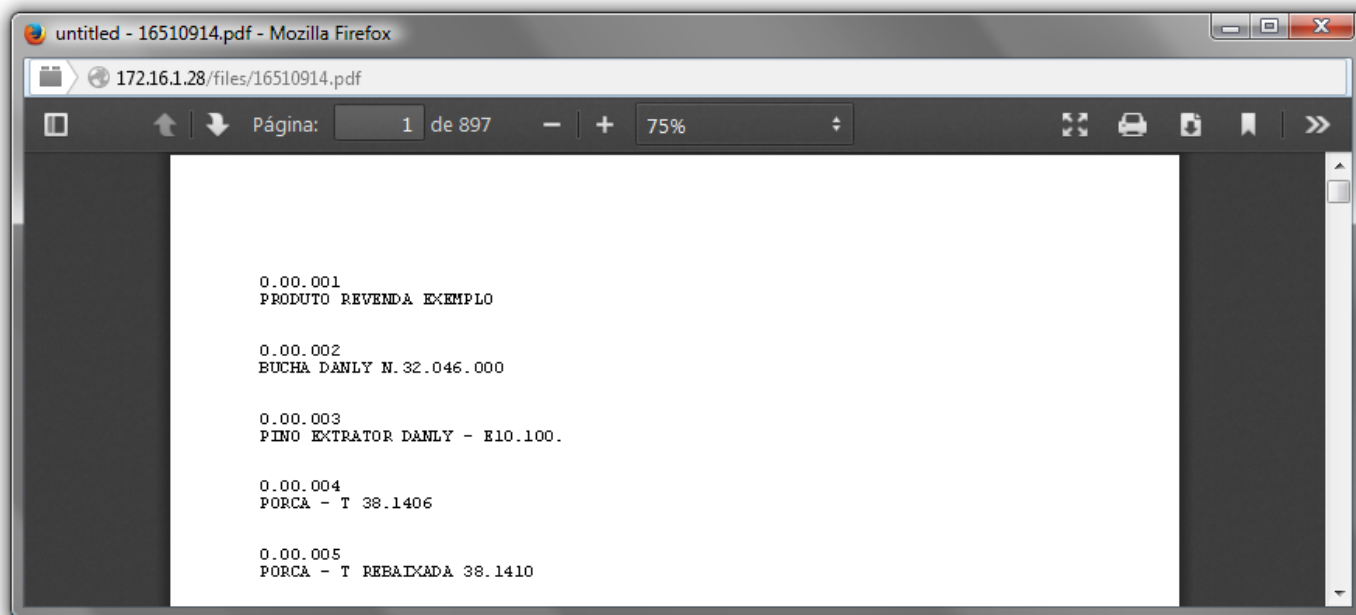 untitled - 16510914.pdf - Mozilla Firefox
172.16.1.28/files/16510914.pdf
Página: 1 de 897 75%
0.00.001
PRODUTO REVENDA EXEMPLO
0.00.002
BUCHA DANLY N.32.046.000
0.00.003
PINO EXTRATOR DANLY - E10.100.
0.00.004
PORCA - T 38.1406
0.00.005
PORCA - T REBAIXADA 38.1410